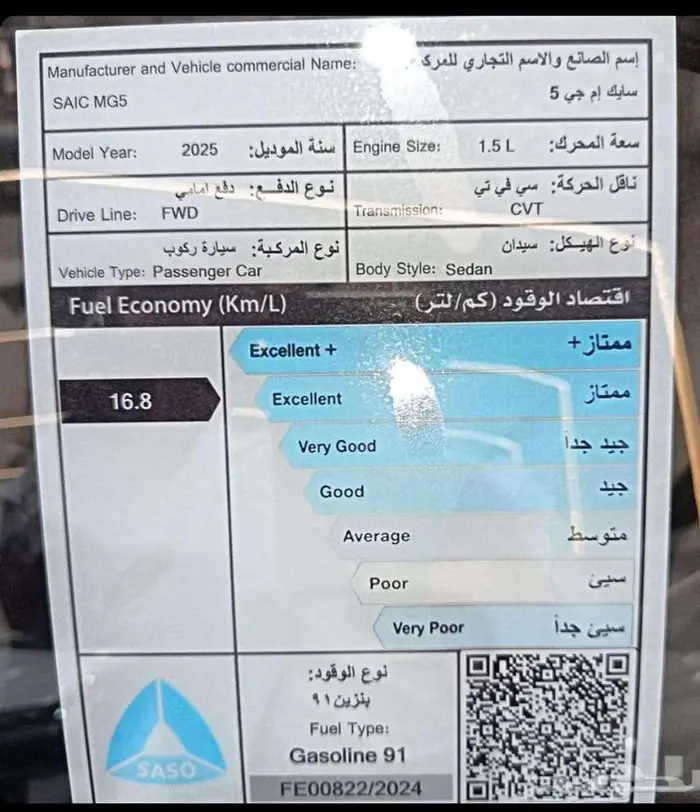 Manufacturer and Vehicle commercial Name:
إسم الصانع والاسم التجاري
SAIC MG5
سايك إم جي 5
Model Year: 2025 سنة الموديل:
Engine Size: 1.5 L سعة المحرك:
نوع الدفع: دفع امامي
Drive Line: FWD
ناقل الحركة: سي في تي
Transmission: CVT
نوع المركبة: سيارة ركوب
Vehicle Type: Passenger Car
نوع الهيكل: سيدان
Body Style: Sedan
Fuel Economy (Km/L) اقتصاد الوقود (كم/لتر)
Excellent + ممتاز+
16.8
Excellent ممتاز
Very Good جيد جداً
Good جيد
Average متوسط
Poor سيئ
Very Poor سيئ جداً
نوع الوقود:
بنزين ٩١
Fuel Type:
Gasoline 91
FE00822/2024
SASO